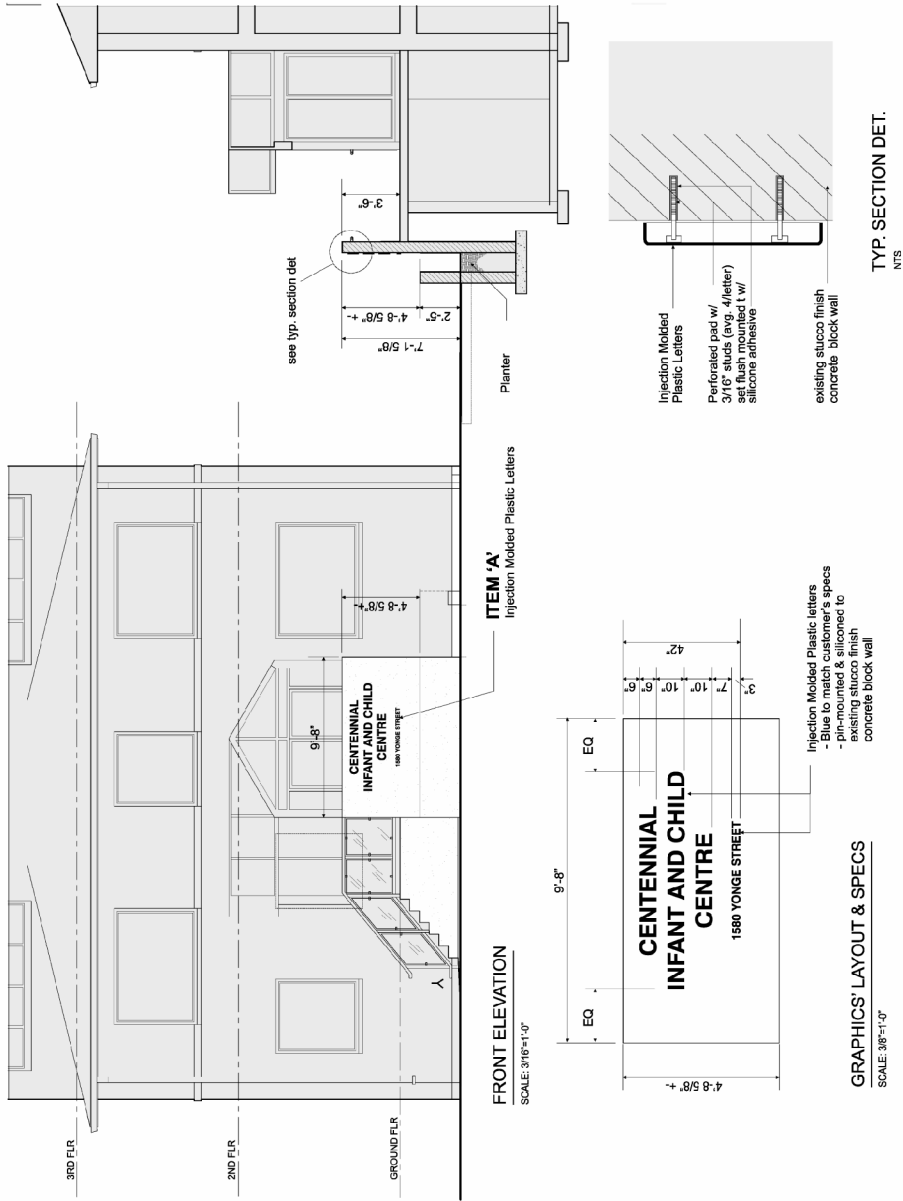 3RD FLR
2ND FLR
GROUND FLR
9'-8"
CENTENNIAL
INFANT AND CHILD
CENTRE
1580 YONGE STREET
4'-8 5/8"+-
Y
ITEM 'A'
Injection Molded Plastic Letters
FRONT ELEVATION
SCALE: 3/16"=1'-0"
see typ. section det
3'-6"
4'-8 5/8" +-
2'-5"
7'-1 5/8"
Planter
9'-8"
EQ
EQ
CENTENNIAL
INFANT AND CHILD
CENTRE
1580 YONGE STREET
4'-8 5/8" +-
6"
6"
10"
10"
7"
3"
42"
Injection Molded Plastic letters
- Blue to match customer's specs
- pin-mounted & siliconed to
existing stucco finish
concrete block wall
GRAPHICS' LAYOUT & SPECS
SCALE: 3/8"=1'-0"
Injection Molded
Plastic Letters
Perforated pad w/
3/16" studs (avg. 4/letter)
set flush mounted t w/
silicone adhesive
existing stucco finish
concrete block wall
TYP. SECTION DET.
NTS